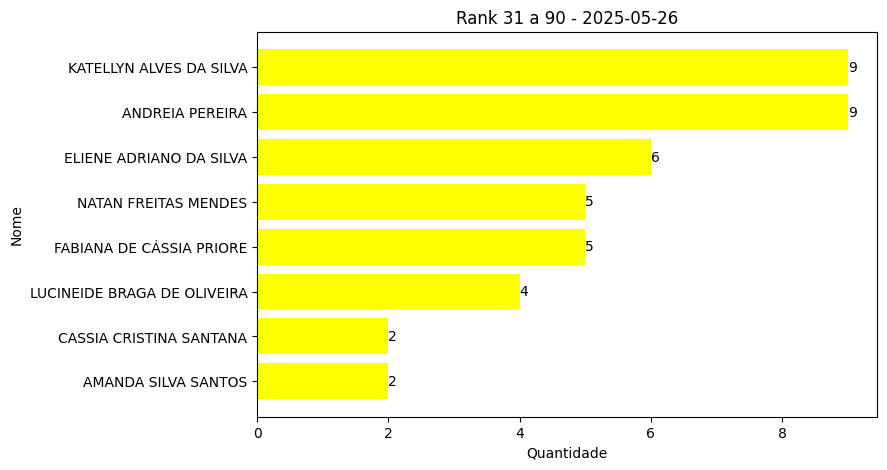 Rank 31 a 90 - 2025-05-26
KATELLYN ALVES DA SILVA 9
ANDREIA PEREIRA 9
ELIENE ADRIANO DA SILVA 6
NATAN FREITAS MENDES 5
FABIANA DE CÁSSIA PRIORE 5
LUCINEIDE BRAGA DE OLIVEIRA 4
CASSIA CRISTINA SANTANA 2
AMANDA SILVA SANTOS 2
Nome
0 2 4 6 8
Quantidade